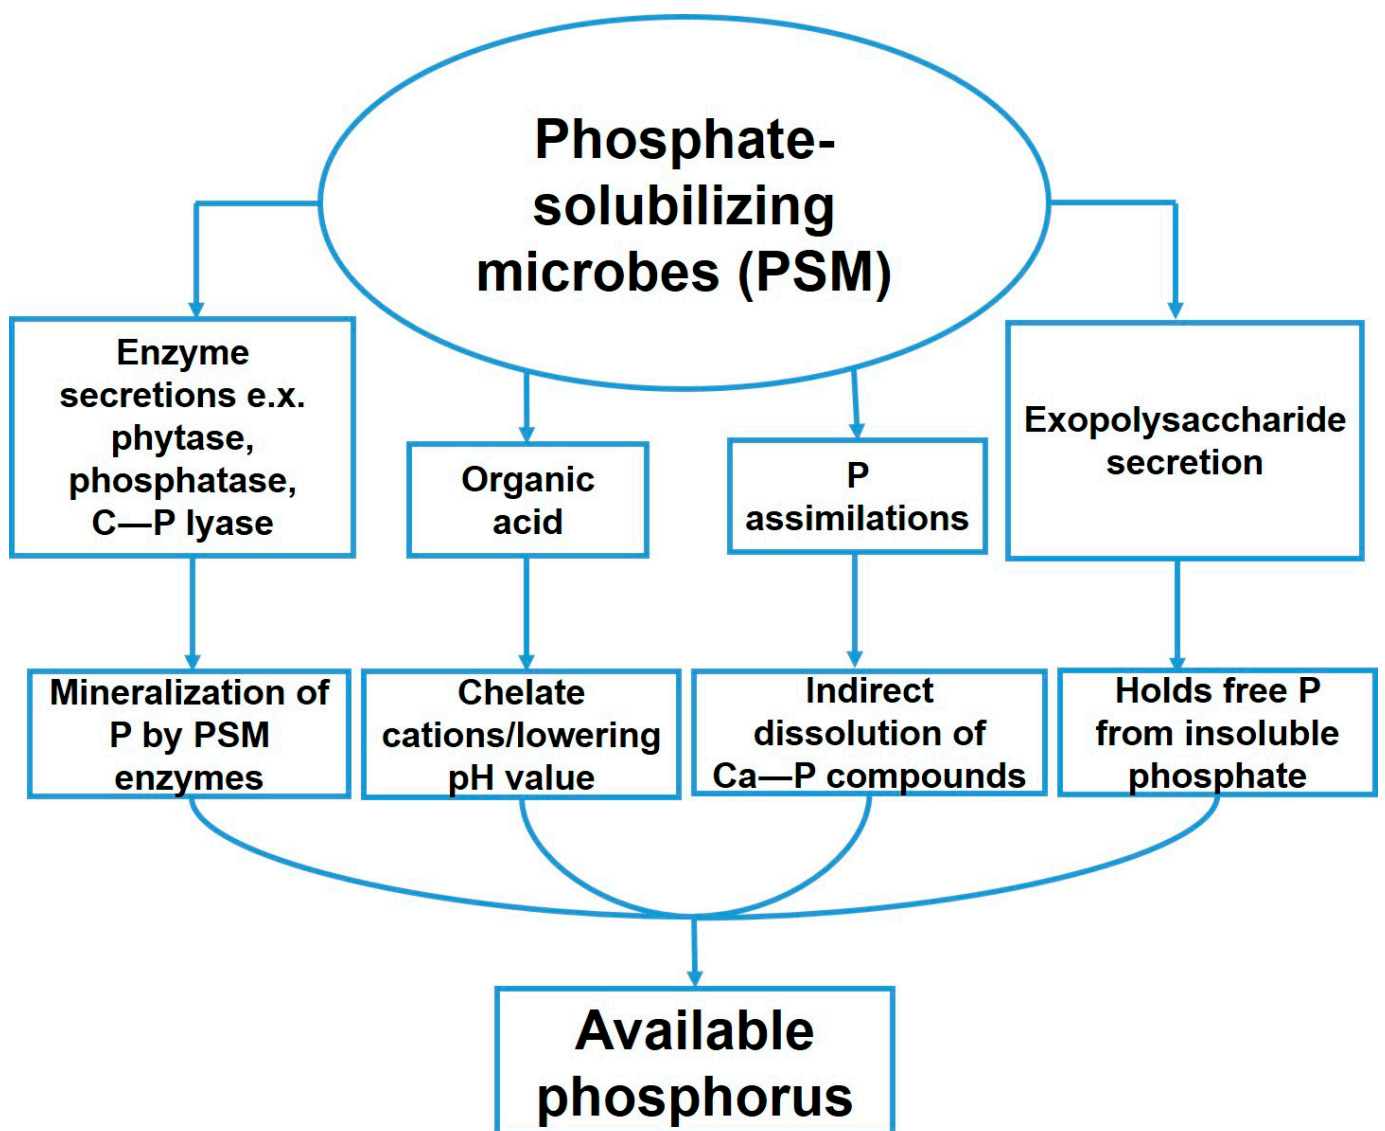 Phosphate-
solubilizing
microbes (PSM)
Enzyme
secretions e.x.
phytase,
phosphatase,
C—P lyase
Organic
acid
P
assimilations
Exopolysaccharide
secretion
Mineralization of
P by PSM
enzymes
Chelate
cations/lowering
pH value
Indirect
dissolution of
Ca—P compounds
Holds free P
from insoluble
phosphate
Available
phosphorus